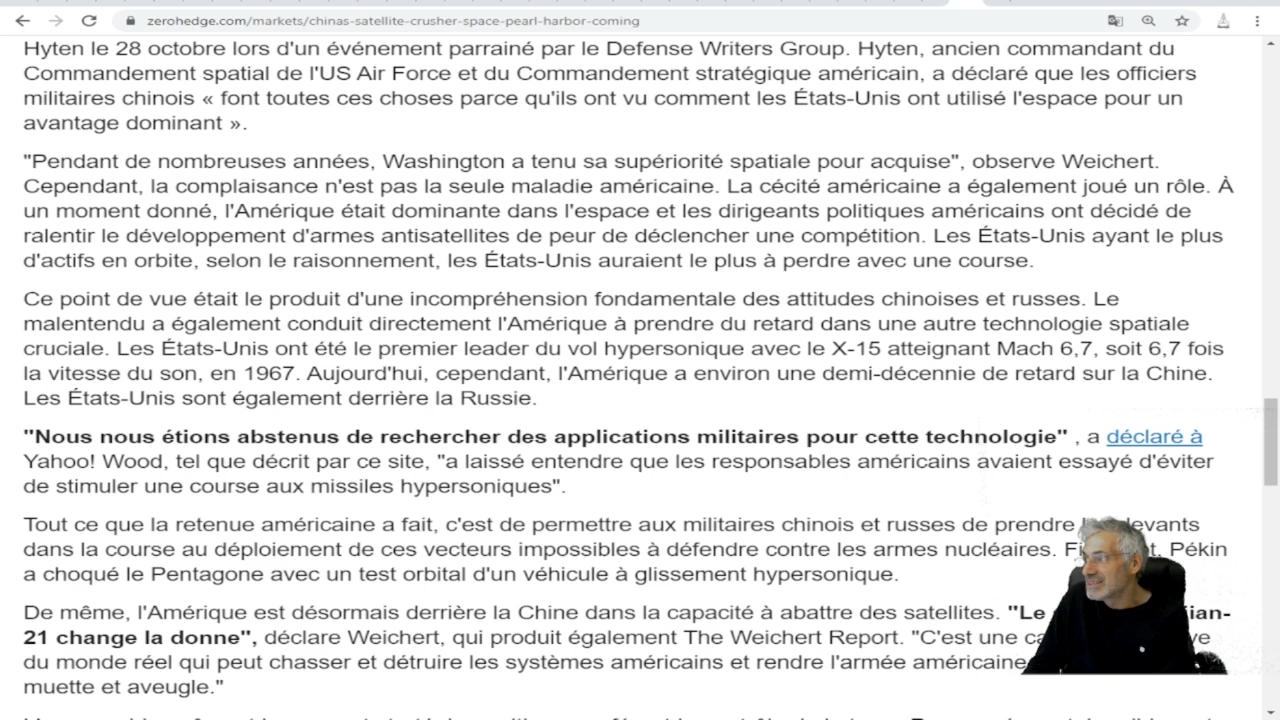 zerohedge.com/markets/chinas-satellite-crusher-space-pearl-harbor-coming
Hyten le 28 octobre lors d'un événement parrainé par le Defense Writers Group. Hyten, ancien commandant du
Commandement spatial de l'US Air Force et du Commandement stratégique américain, a déclaré que les officiers
militaires chinois « font toutes ces choses parce qu'ils ont vu comment les États-Unis ont utilisé l'espace pour un
avantage dominant ».
"Pendant de nombreuses années, Washington a tenu sa supériorité spatiale pour acquise", observe Weichert.
Cependant, la complaisance n'est pas la seule maladie américaine. La cécité américaine a également joué un rôle. À
un moment donné, l'Amérique était dominante dans l'espace et les dirigeants politiques américains ont décidé de
ralentir le développement d'armes antisatellites de peur de déclencher une compétition. Les États-Unis ayant le plus
d'actifs en orbite, selon le raisonnement, les États-Unis auraient le plus à perdre avec une course.
Ce point de vue était le produit d'une incompréhension fondamentale des attitudes chinoises et russes. Le
malentendu a également conduit directement l'Amérique à prendre du retard dans une autre technologie spatiale
cruciale. Les États-Unis ont été le premier leader du vol hypersonique avec le X-15 atteignant Mach 6,7, soit 6,7 fois
la vitesse du son, en 1967. Aujourd'hui, cependant, l'Amérique a environ une demi-décennie de retard sur la Chine.
Les États-Unis sont également derrière la Russie.
"Nous nous étions abstenus de rechercher des applications militaires pour cette technologie" , a déclaré à
Yahoo! Wood, tel que décrit par ce site, "a laissé entendre que les responsables américains avaient essayé d'éviter
de stimuler une course aux missiles hypersoniques".
Tout ce que la retenue américaine a fait, c'est de permettre aux militaires chinois et russes de prendre levants
dans la course au déploiement de ces vecteurs impossibles à défendre contre les armes nucléaires. Pékin
a choqué le Pentagone avec un test orbital d'un véhicule à glissement hypersonique.
De même, l'Amérique est désormais derrière la Chine dans la capacité à abattre des satellites. "Le
21 change la donne", déclare Weichert, qui produit également The Weichert Report. "C'est une
du monde réel qui peut chasser et détruire les systèmes américains et rendre l'armée américaine
muette et aveugle."